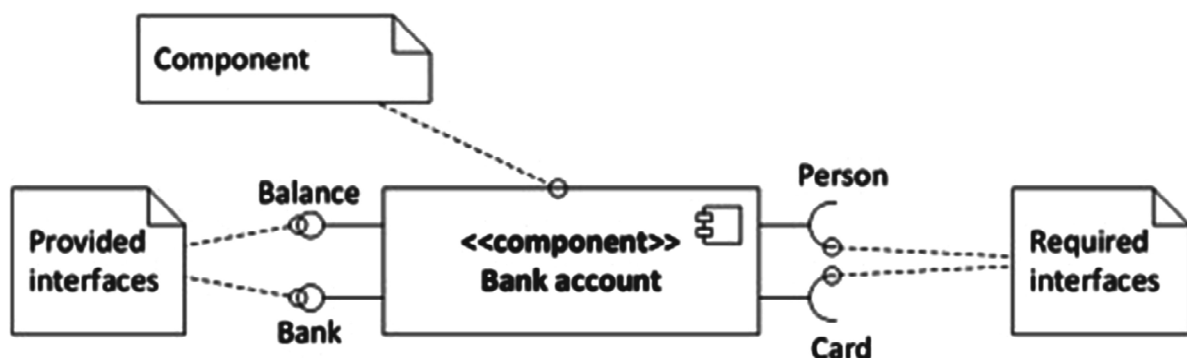 Component
Balance
Person
Provided
interfaces
<<component>>
Bank account
Required
interfaces
Bank
Card